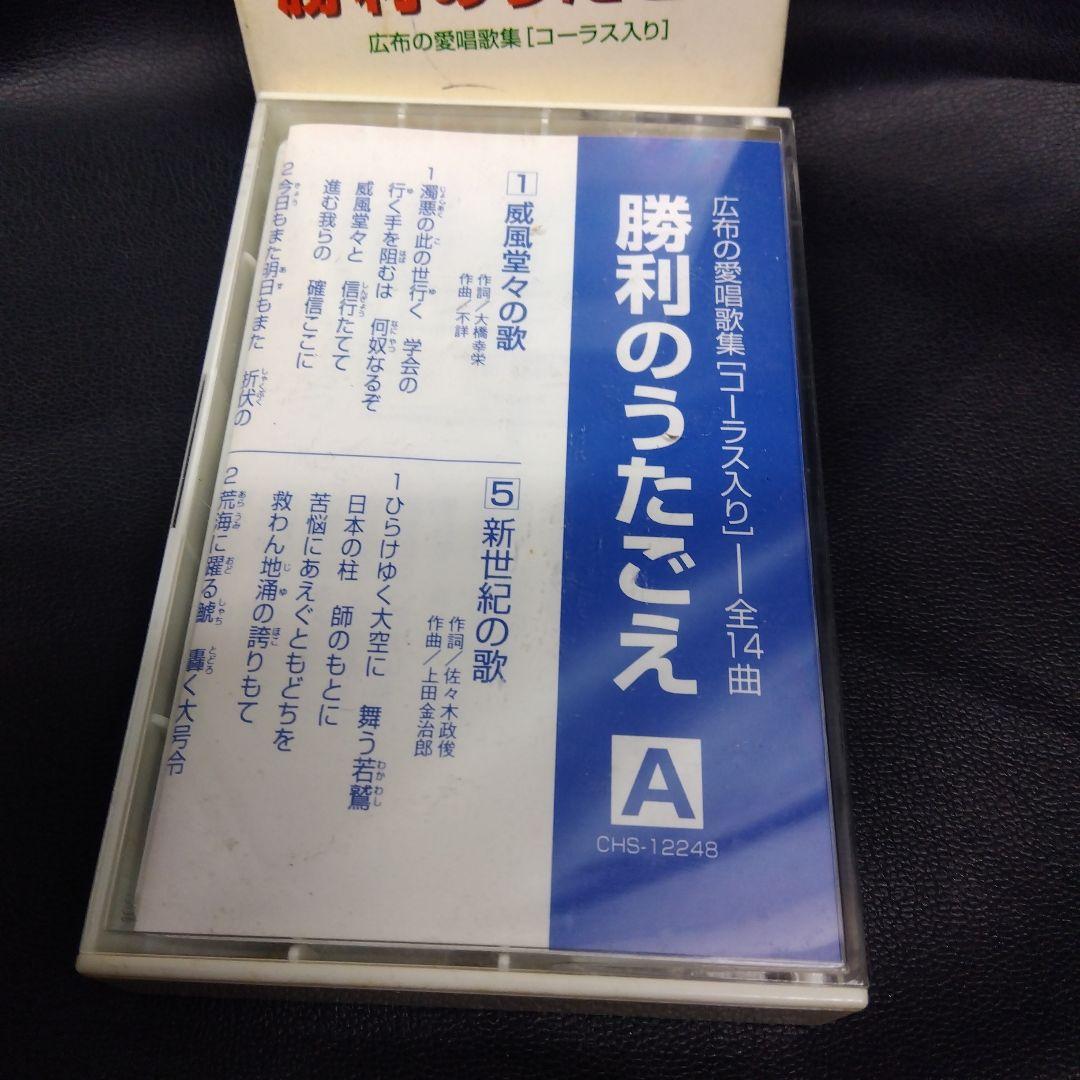 勝利のうたごえ
広布の愛唱歌集[コーラス入り]
広布の愛唱歌集[コーラス入り]──全14曲
勝利のうたごえ A
CHS-12248
1 威風堂々の歌
作詞/大橋幸栄
作曲/不詳
1 濁悪の此の世行く 学会の
行く手を阻むは 何奴なるぞ
威風堂々と 信行たてて
進む我らの 確信ここに
2 今日もまた明日もまた 折伏の
5 新世紀の歌
作詞/佐々木政俊
作曲/上田金治郎
1 ひらけゆく大空に 舞う若鷲
日本の柱 師のもとに
苦悩にあえぐともどちを
救わん地涌の誇りもて
2 荒海に躍る鯱 轟く大号令